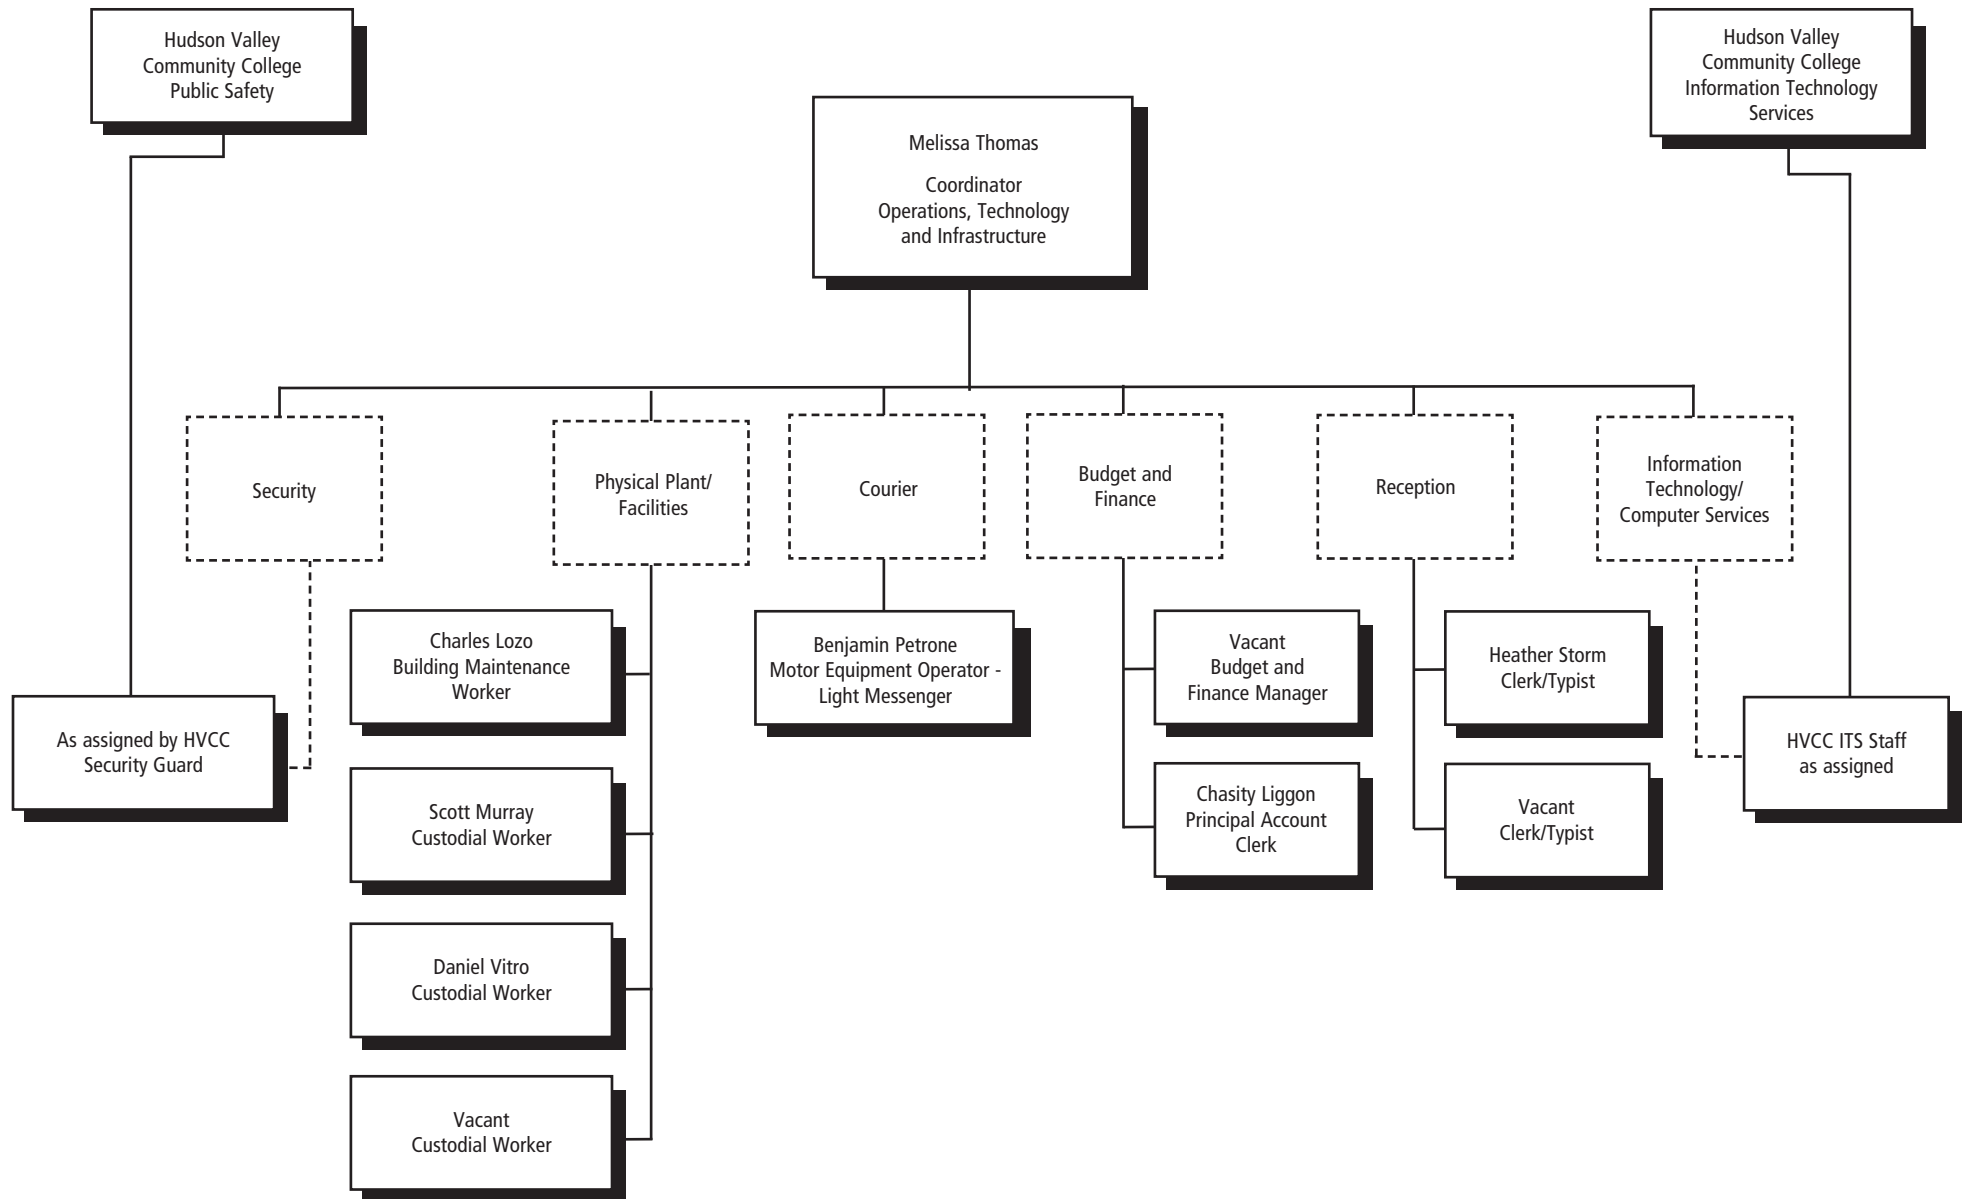 Hudson Valley
Community College
Public Safety
Hudson Valley
Community College
Information Technology
Services
Melissa Thomas
Coordinator
Operations, Technology
and Infrastructure
Security
Physical Plant/
Facilities
Courier
Budget and
Finance
Reception
Information
Technology/
Computer Services
As assigned by HVCC
Security Guard
Charles Lozo
Building Maintenance
Worker
Scott Murray
Custodial Worker
Daniel Vitro
Custodial Worker
Vacant
Custodial Worker
Benjamin Petrone
Motor Equipment Operator -
Light Messenger
Vacant
Budget and
Finance Manager
Chasity Liggon
Principal Account
Clerk
Heather Storm
Clerk/Typist
Vacant
Clerk/Typist
HVCC ITS Staff
as assigned